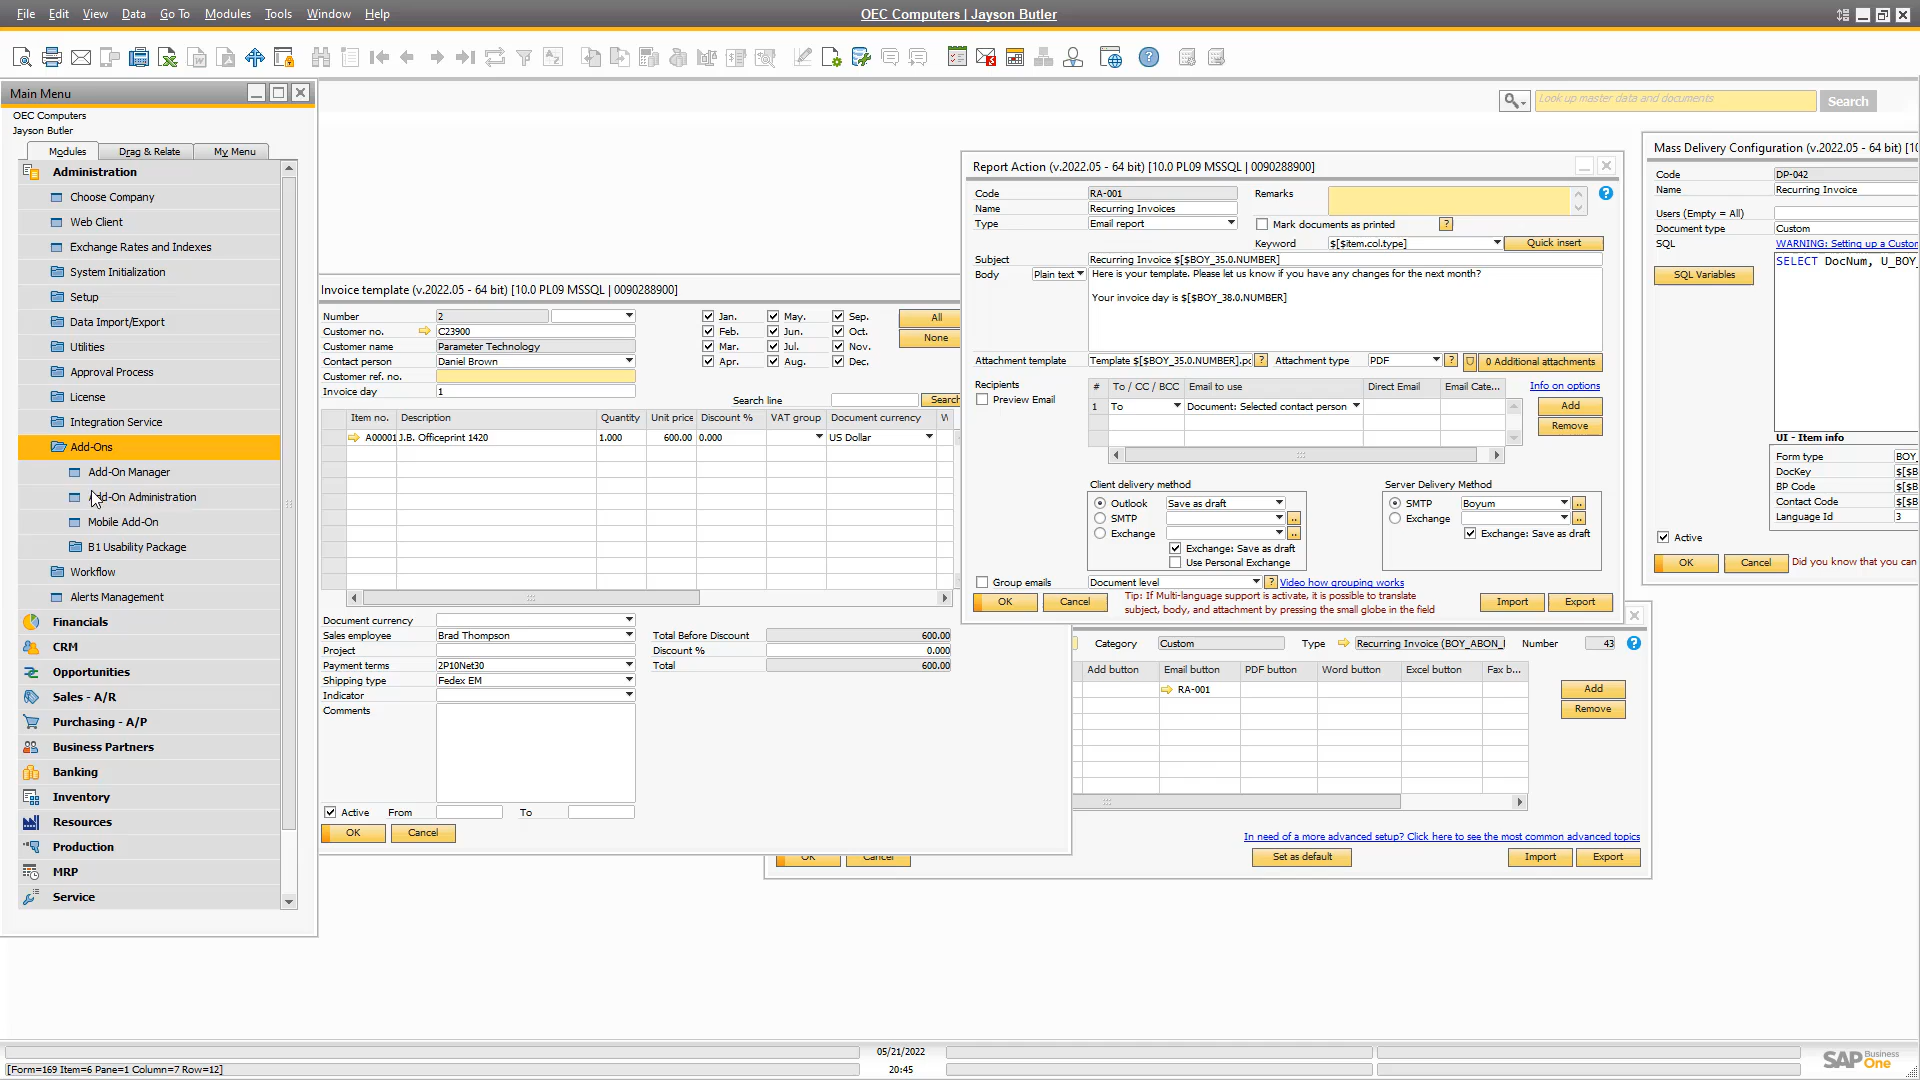 File Edit View Data Go To Modules Tools Window Help
OEC Computers | Jayson Butler
Main Menu
OEC Computers
Jayson Butler
Modules Drag & Relate My Menu
Administration
Choose Company
Web Client
Exchange Rates and Indexes
System Initialization
Setup
Data Import/Export
Utilities
Approval Process
License
Integration Service
Add-Ons
Add-On Manager
Add-On Administration
Mobile Add-On
B1 Usability Package
Workflow
Alerts Management
Financials
CRM
Opportunities
Sales - A/R
Purchasing - A/P
Business Partners
Banking
Inventory
Resources
Production
MRP
Service
Look up master data and documents Search
Invoice template (v.2022.05 - 64 bit) [10.0 PL09 MSSQL | 0090288900]
Number 2
Customer no. C23900
Customer name Parameter Technology
Contact person Daniel Brown
Customer ref. no.
Invoice day 1
Jan. May. Sep. All
Feb. Jun. Oct.
Mar. Jul. Nov. None
Apr. Aug. Dec.
Search line Search
Item no. Description Quantity Unit price Discount % VAT group Document currency W
A00001 J.B. Officeprint 1420 1.000 600.00 0.000 US Dollar
Document currency
Sales employee Brad Thompson
Project
Payment terms 2P10Net30
Shipping type Fedex EM
Indicator
Comments
Total Before Discount 600.00
Discount % 0.000
Total 600.00
Active From To
OK Cancel
Report Action (v.2022.05 - 64 bit) [10.0 PL09 MSSQL | 0090288900]
Code RA-001 Remarks
Name Recurring Invoices
Type Email report Mark documents as printed ?
Keyword $[$item.col.type] Quick insert
Subject Recurring Invoice $[$BOY_35.0.NUMBER]
Body Plain text Here is your template. Please let us know if you have any changes for the next month?
Your invoice day is $[$BOY_38.0.NUMBER]
Attachment template Template $[$BOY_35.0.NUMBER].pc ? Attachment type PDF ? 0 Additional attachments
Recipients
Preview Email
# To / CC / BCC Email to use Direct Email Email Cate... Info on options
1 To Document: Selected contact person Add
Remove
Client delivery method
Outlook Save as draft
SMTP ..
Exchange ..
Exchange: Save as draft
Use Personal Exchange
Server Delivery Method
SMTP Boyum ..
Exchange ..
Exchange: Save as draft
Group emails Document level ? Video how grouping works
OK Cancel
Tip: If Multi-language support is activate, it is possible to translate
subject, body, and attachment by pressing the small globe in the field
Import Export
Category Custom Type Recurring Invoice (BOY_ABON_I Number 43
Add button Email button PDF button Word button Excel button Fax b...
RA-001 Add
Remove
In need of a more advanced setup? Click here to see the most common advanced topics
OK Cancel Set as default Import Export
Mass Delivery Configuration (v.2022.05 - 64 bit) [10
Code DP-042
Name Recurring Invoice
Users (Empty = All)
Document type Custom
SQL WARNING: Setting up a Custor
SQL Variables
SELECT DocNum, U_BOY_
UI - Item info
Form type BOY_
DocKey $[$B
BP Code $[$B
Contact Code $[$B
Language Id 3
Active
OK Cancel Did you know that you can
05/21/2022
[Form=169 Item=6 Pane=1 Column=7 Row=12] 20:45
SAP Business One